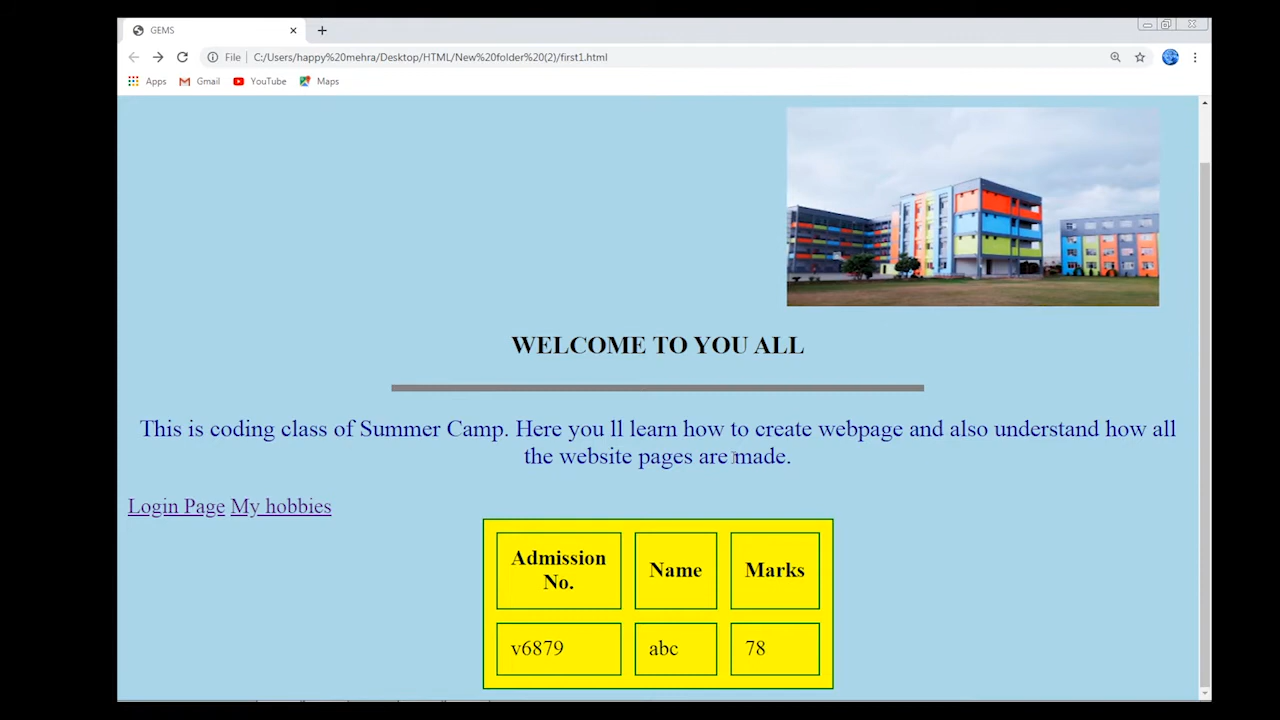 GEMS
File C:/Users/happy%20mehra/Desktop/HTML/New%20folder%20(2)/first1.html
Apps Gmail YouTube Maps
WELCOME TO YOU ALL
This is coding class of Summer Camp. Here you ll learn how to create webpage and also understand how all
the website pages are made.
Login Page My hobbies
Admission No. Name Marks
v6879 abc 78